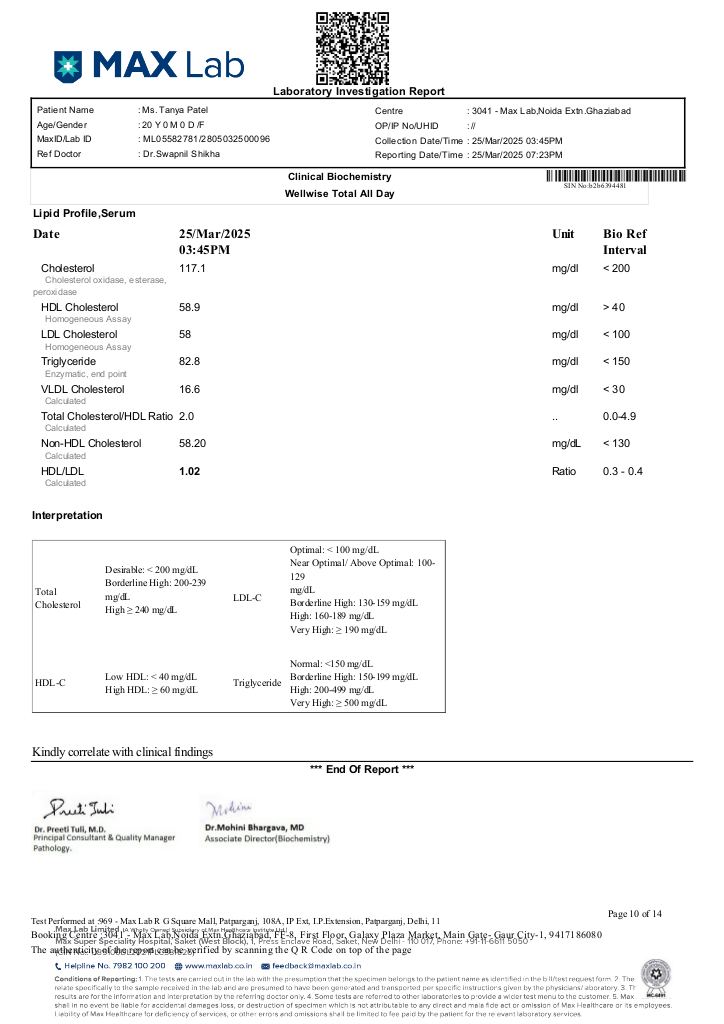 MAX Lab
Laboratory Investigation Report
Patient Name : Ms. Tanya Patel
Centre : 3041 - Max Lab,Noida Extn.Ghaziabad
Age/Gender : 20 Y 0 M 0 D /F
OP/IP No/UHID : //
MaxID/Lab ID : ML05582781/2805032500096
Collection Date/Time : 25/Mar/2025 03:45PM
Ref Doctor : Dr.Swapnil Shikha
Reporting Date/Time : 25/Mar/2025 07:23PM
Clinical Biochemistry
SIN No:b2b6394481
Wellwise Total All Day
Lipid Profile,Serum
Date 25/Mar/2025 Unit Bio Ref
03:45PM Interval
Cholesterol 117.1 mg/dl < 200
Cholesterol oxidase, esterase,
peroxidase
HDL Cholesterol 58.9 mg/dl > 40
Homogeneous Assay
LDL Cholesterol 58 mg/dl < 100
Homogeneous Assay
Triglyceride 82.8 mg/dl < 150
Enzymatic, end point
VLDL Cholesterol 16.6 mg/dl < 30
Calculated
Total Cholesterol/HDL Ratio 2.0 .. 0.0-4.9
Calculated
Non-HDL Cholesterol 58.20 mg/dL < 130
Calculated
HDL/LDL 1.02 Ratio 0.3 - 0.4
Calculated
Interpretation
Total
Cholesterol
Desirable: < 200 mg/dL
Borderline High: 200-239
mg/dL
High ≥ 240 mg/dL
LDL-C
Optimal: < 100 mg/dL
Near Optimal/ Above Optimal: 100-
129
mg/dL
Borderline High: 130-159 mg/dL
High: 160-189 mg/dL
Very High: ≥ 190 mg/dL
HDL-C
Low HDL: < 40 mg/dL
High HDL: ≥ 60 mg/dL
Triglyceride
Normal: <150 mg/dL
Borderline High: 150-199 mg/dL
High: 200-499 mg/dL
Very High: ≥ 500 mg/dL
Kindly correlate with clinical findings
*** End Of Report ***
Preeti Tuli
Mohini
Dr. Preeti Tuli, M.D.
Principal Consultant & Quality Manager
Pathology.
Dr.Mohini Bhargava, MD
Associate Director(Biochemistry)
Page 10 of 14
Test Performed at :969 - Max Lab R G Square Mall, Patparganj, 108A, IP Ext, I.P.Extension, Patparganj, Delhi, 11
Max Lab Limited (A Wholly Owned Subsidiary of Max Healthcare Institute Ltd.)
Booking Centre :3041 - Max Lab,Noida Extn.Ghaziabad, FF-8, First Floor, Galaxy Plaza Market, Main Gate- Gaur City-1, 9417186080
Max Super Speciality Hospital, Saket (West Block), 1, Press Enclave Road, Saket, New Delhi - 110 017, Phone: +91-11-6611 5050
The authenticity of the report can be verified by scanning the Q R Code on top of the page
Helpline No. 7982 100 200 www.maxlab.co.in feedback@maxlab.co.in
Conditions of Reporting: 1. The tests are carried out in the lab with the presumption that the specimen belongs to the patient name as identified in the bill/test request form. 2. The
relate specifically to the sample received in the lab and are presumed to have been generated and transported per specific instructions given by the physicians/ laboratory. 3. Th
results are for the information and interpretation by the referring doctor only. 4. Some tests are referred to other laboratories to provide a wider test menu to the customer. 5. Max
shall in no event be liable for accidental damages loss, or destruction of specimen which is not attributable to any direct and mala fide act or omission of Max Healthcare or its employees.
Liability of Max Healthcare for deficiency of services, or other errors and omissions shall be limited to fee paid by the patient for the relevant laboratory services.